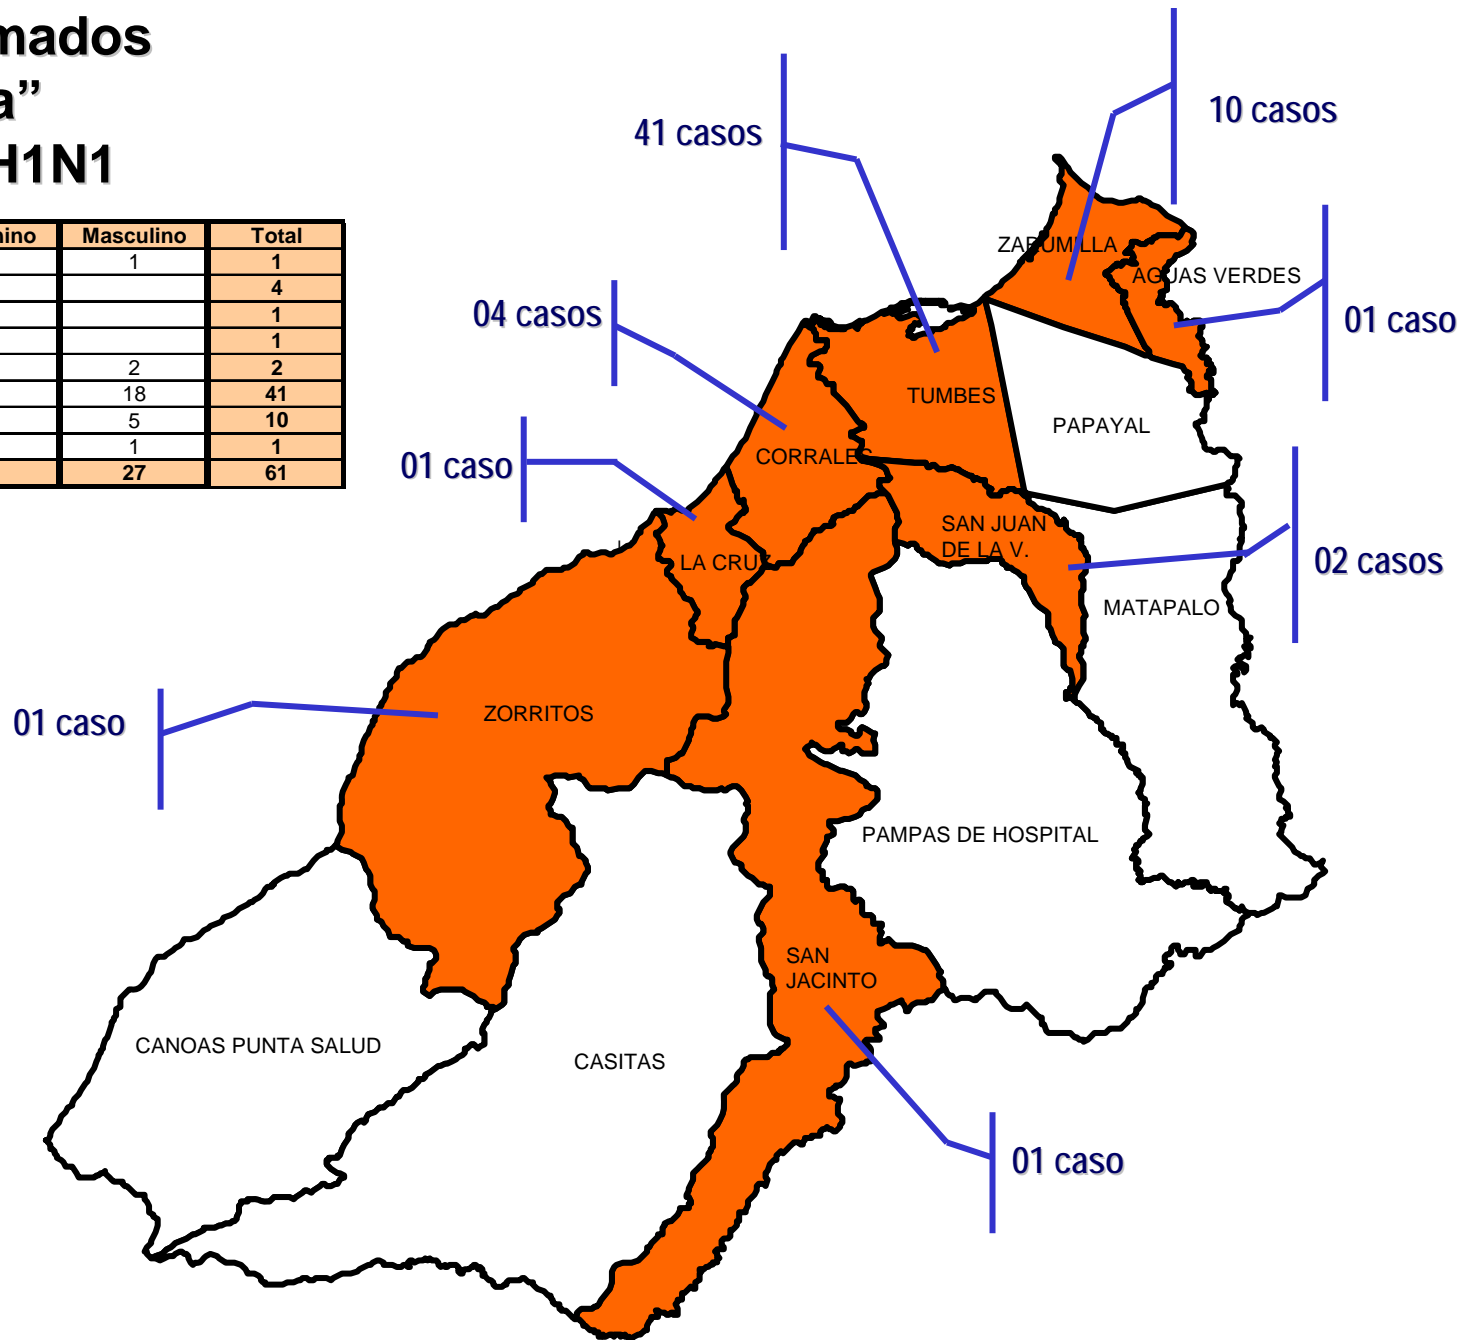 mados
a”
H1N1
nino Masculino Total
1 1
4
1
1
2 2
18 41
5 10
1 1
27 61
10 casos
41 casos
ZARUMILLA
AGUAS VERDES
04 casos
01 caso
TUMBES
PAPAYAL
CORRALES
01 caso
SAN JUAN
DE LA V.
LA CRUZ
02 casos
MATAPALO
ZORRITOS
01 caso
PAMPAS DE HOSPITAL
SAN
JACINTO
CANOAS PUNTA SALUD
CASITAS
01 caso